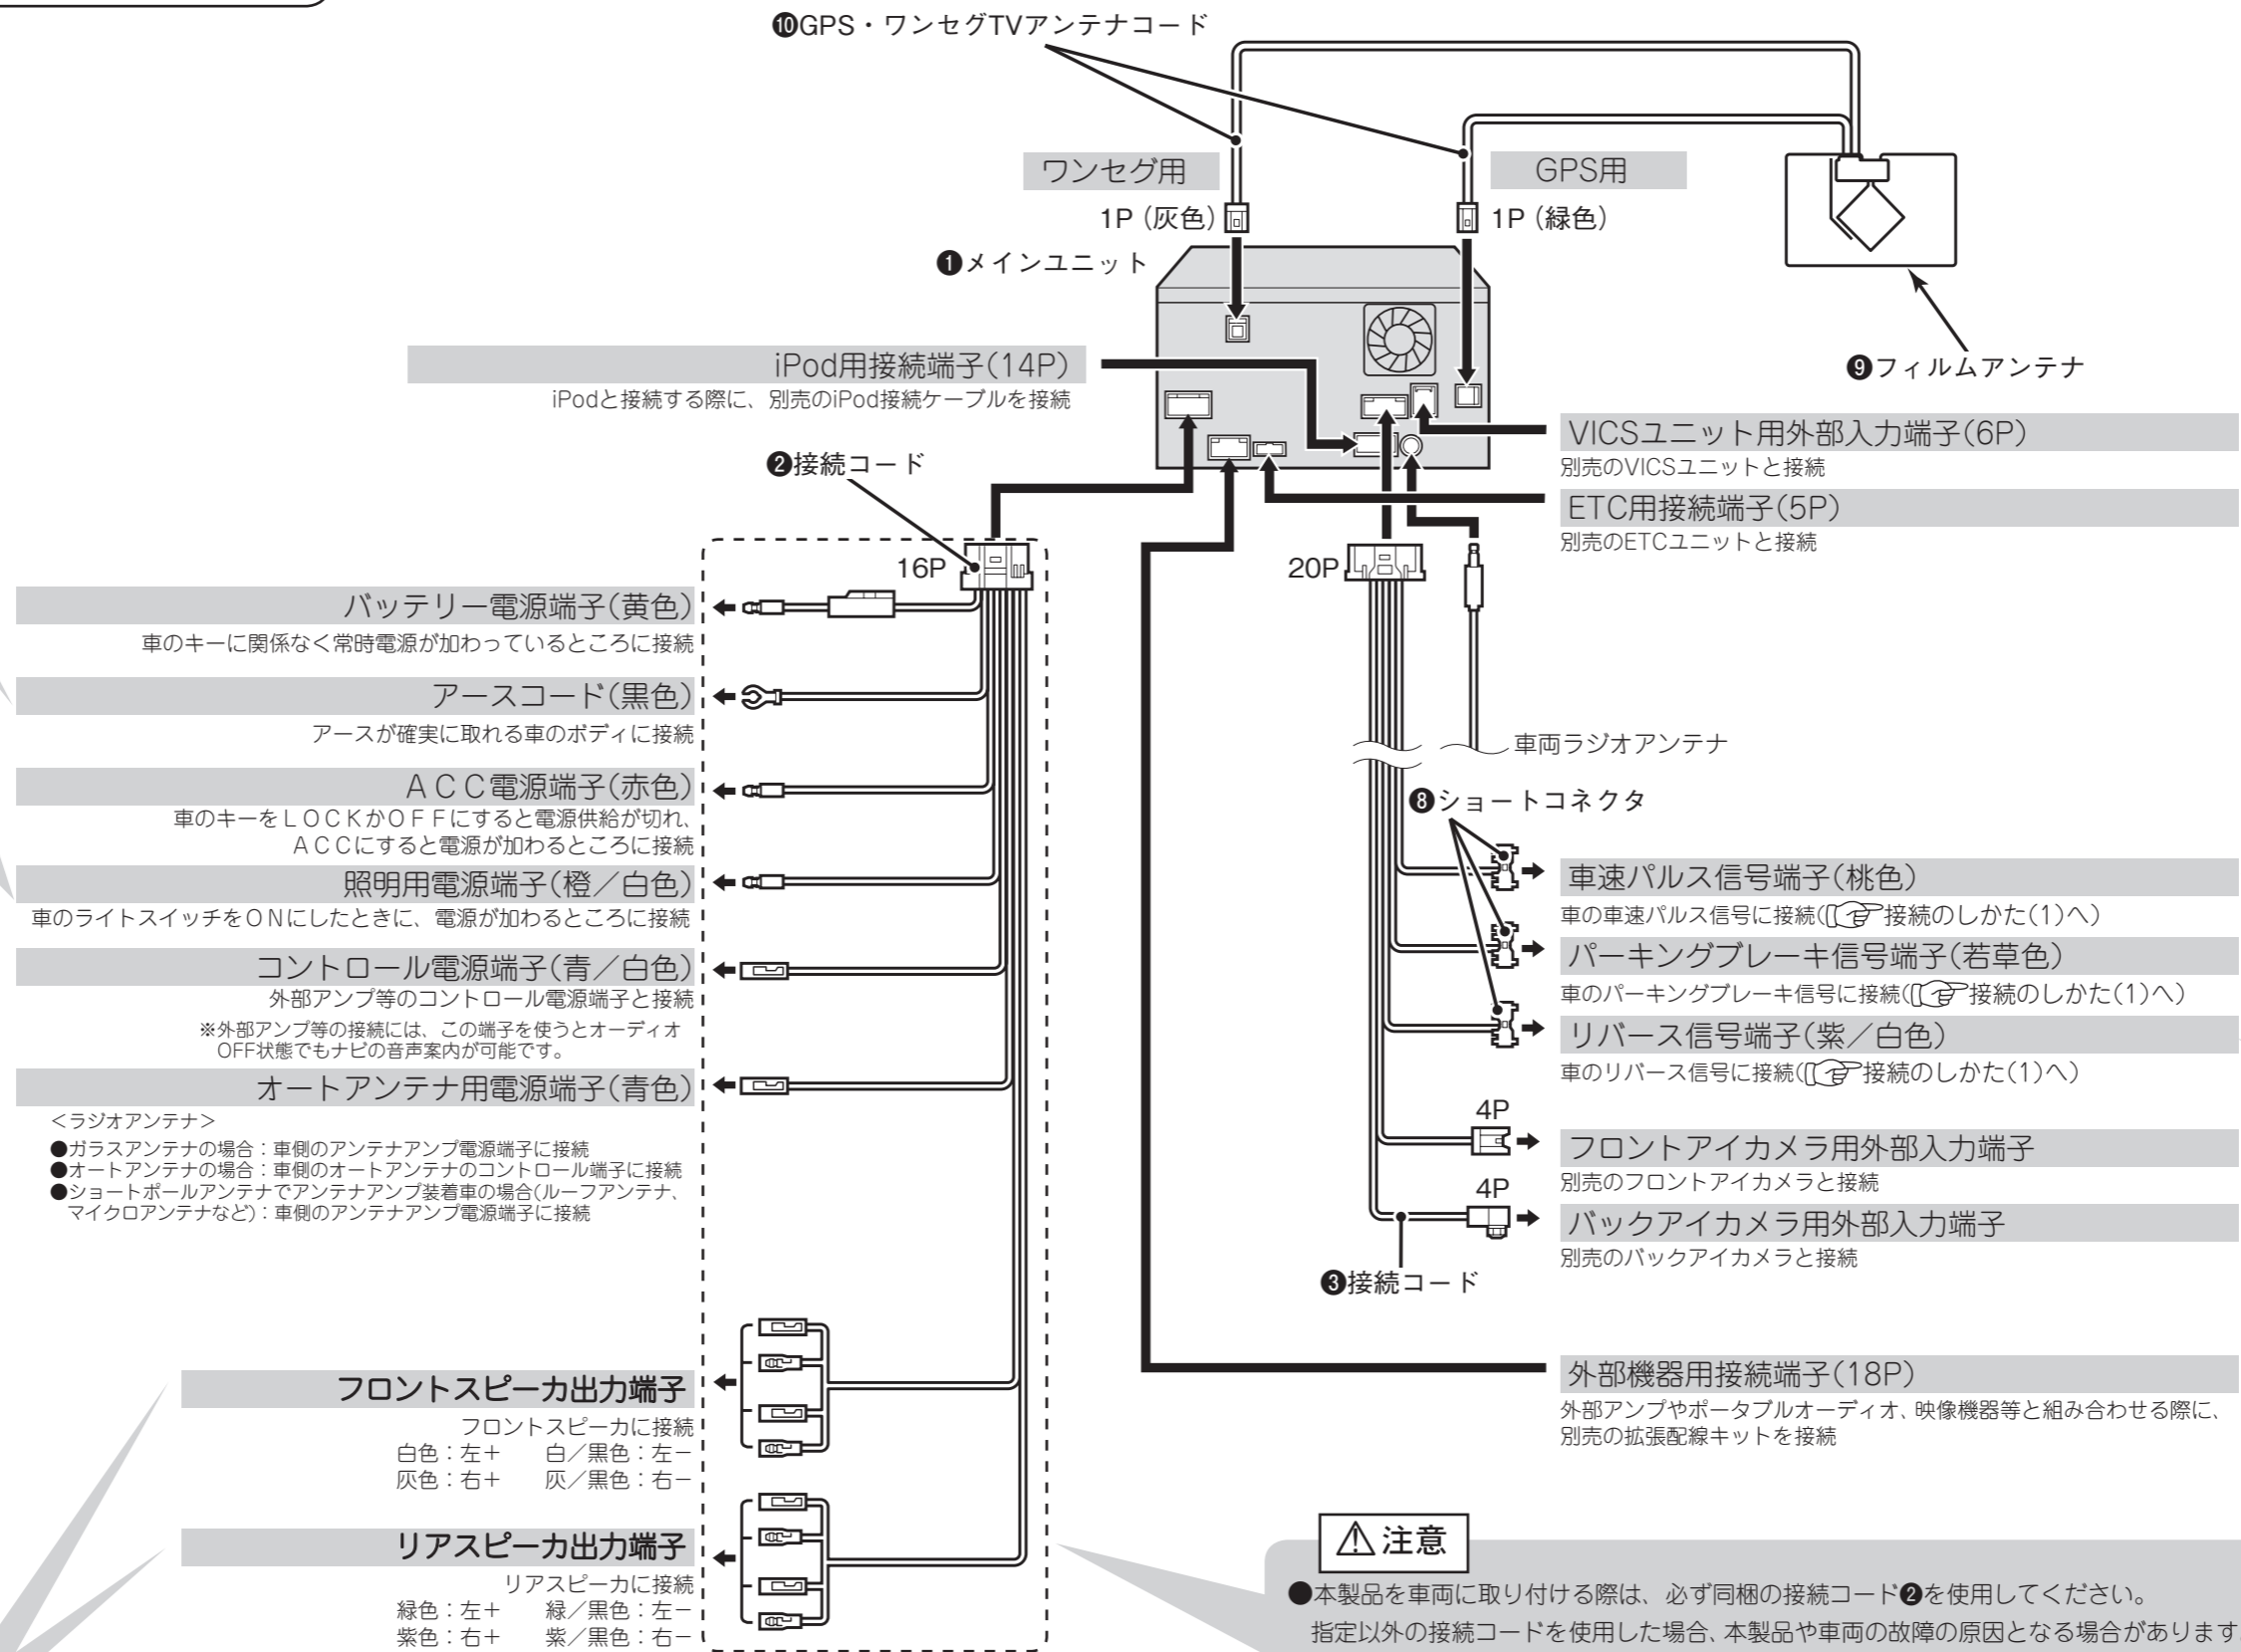 ❿GPS・ワンセグTVアンテナコード
ワンセグ用
GPS用
1P（灰色）
1P（緑色）
❶メインユニット
❾フィルムアンテナ
iPod用接続端子(14P)
iPodと接続する際に、別売のiPod接続ケーブルを接続
VICSユニット用外部入力端子(6P)
別売のVICSユニットと接続
ETC用接続端子(5P)
別売のETCユニットと接続
❷接続コード
16P
20P
バッテリー電源端子(黄色)
車のキーに関係なく常時電源が加わっているところに接続
アースコード(黒色)
アースが確実に取れる車のボディに接続
ＡＣＣ電源端子(赤色)
車のキーをＬＯＣＫかＯＦＦにすると電源供給が切れ、
ＡＣＣにすると電源が加わるところに接続
照明用電源端子(橙／白色)
車のライトスイッチをＯＮにしたときに、電源が加わるところに接続
コントロール電源端子(青／白色)
外部アンプ等のコントロール電源端子と接続
※外部アンプ等の接続には、この端子を使うとオーディオ
OFF状態でもナビの音声案内が可能です。
オートアンテナ用電源端子(青色)
＜ラジオアンテナ＞
●ガラスアンテナの場合：車側のアンテナアンプ電源端子に接続
●オートアンテナの場合：車側のオートアンテナのコントロール端子に接続
●ショートポールアンテナでアンテナアンプ装着車の場合(ルーフアンテナ、
マイクロアンテナなど)：車側のアンテナアンプ電源端子に接続
フロントスピーカ出力端子
フロントスピーカに接続
白色：左＋　白／黒色：左－
灰色：右＋　灰／黒色：右－
リアスピーカ出力端子
リアスピーカに接続
緑色：左＋　緑／黒色：左－
紫色：右＋　紫／黒色：右－
車両ラジオアンテナ
❽ショートコネクタ
車速パルス信号端子(桃色)
車の車速パルス信号に接続(☞接続のしかた(1)へ)
パーキングブレーキ信号端子(若草色)
車のパーキングブレーキ信号に接続(☞接続のしかた(1)へ)
リバース信号端子(紫／白色)
車のリバース信号に接続(☞接続のしかた(1)へ)
4P
フロントアイカメラ用外部入力端子
別売のフロントアイカメラと接続
4P
バックアイカメラ用外部入力端子
別売のバックアイカメラと接続
❸接続コード
外部機器用接続端子(18P)
外部アンプやポータブルオーディオ、映像機器等と組み合わせる際に、
別売の拡張配線キットを接続
⚠注意
●本製品を車両に取り付ける際は、必ず同梱の接続コード❷を使用してください。
指定以外の接続コードを使用した場合、本製品や車両の故障の原因となる場合があります